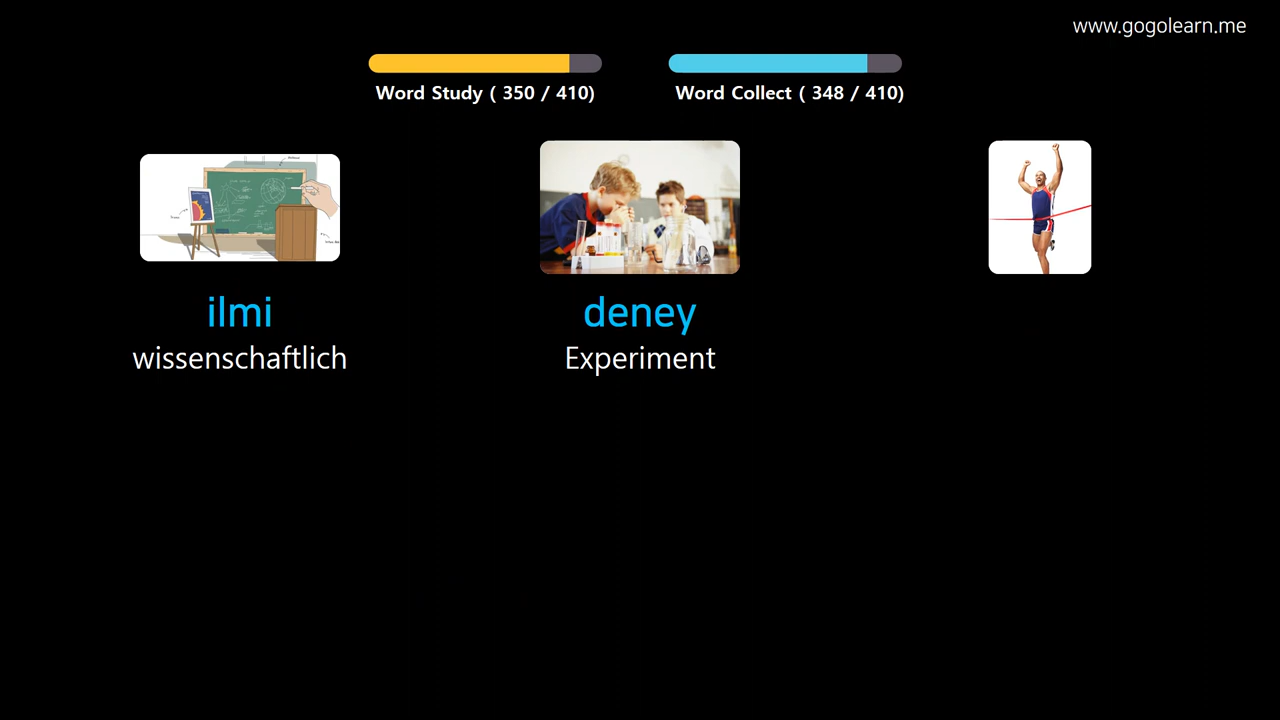 www.gogolearn.me
Word Study ( 350 / 410)
Word Collect ( 348 / 410)
ilmi
wissenschaftlich
deney
Experiment